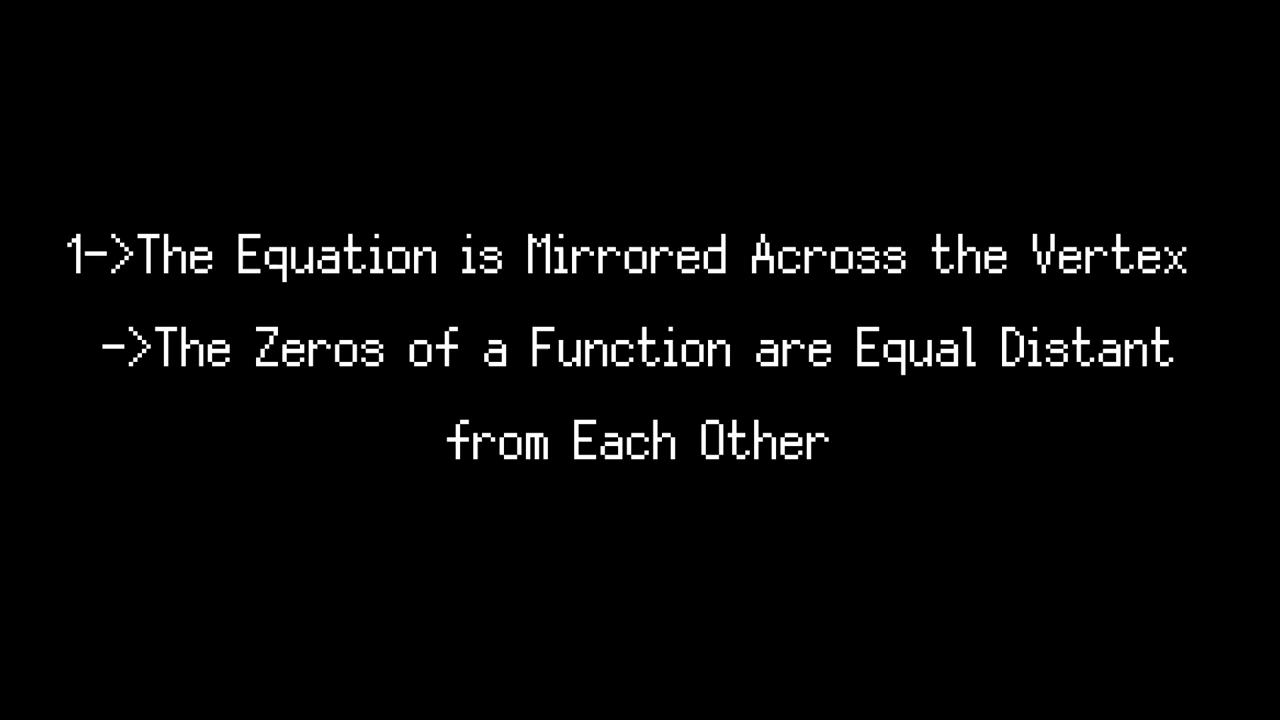 1->The Equation is Mirrored Across the Vertex
->The Zeros of a Function are Equal Distant
from Each Other